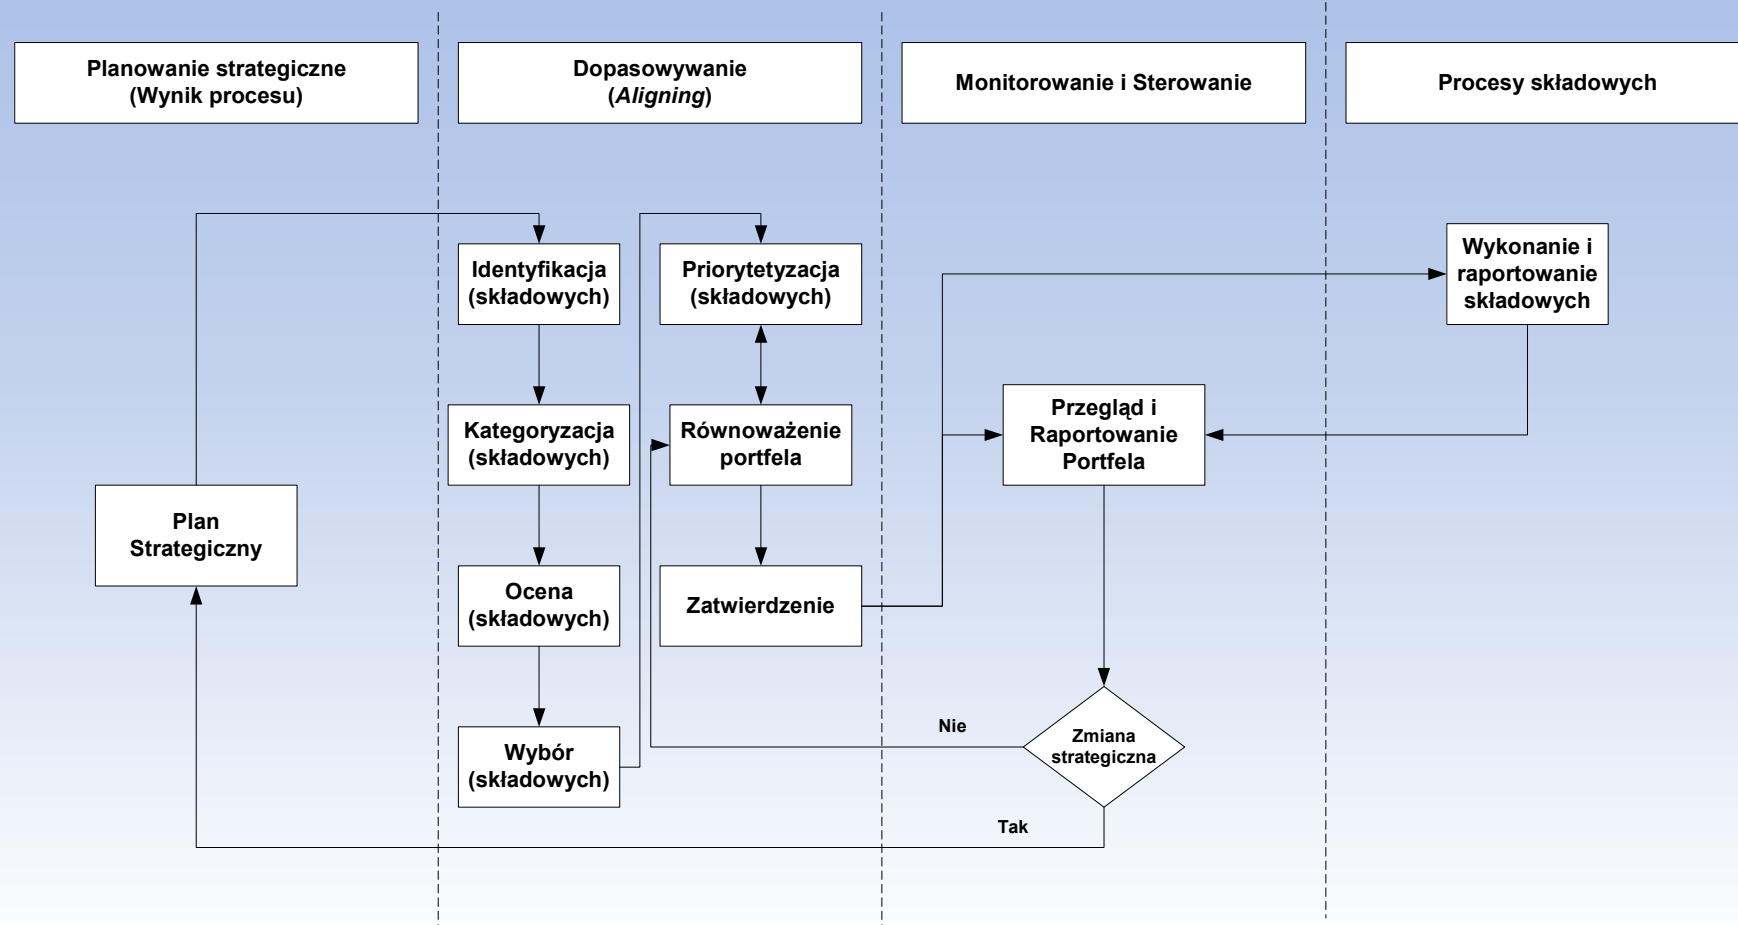 Planowanie strategiczne
(Wynik procesu)
Dopasowywanie
(Aligning)
Monitorowanie i Sterowanie
Procesy składowych
Identyfikacja
(składowych)
Priorytetyzacja
(składowych)
Wykonanie i
raportowanie
składowych
Kategoryzacja
(składowych)
Równoważenie
portfela
Przegląd i
Raportowanie
Portfela
Plan
Strategiczny
Ocena
(składowych)
Zatwierdzenie
Wybór
(składowych)
Nie
Zmiana
strategiczna
Tak